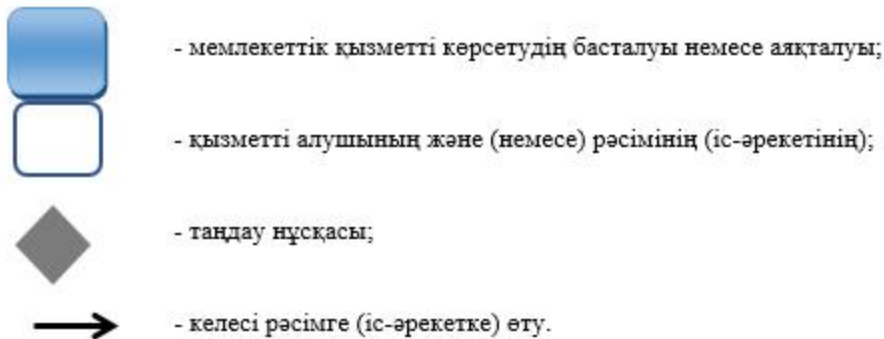 - мемлекеттік қызметті көрсетудің басталуы немесе аяқталуы;
- қызметті алушының және (немесе) рәсімінің (іс-әрекетінің);
- таңдау нұсқасы;
- келесі рәсімге (іс-әрекетке) өту.